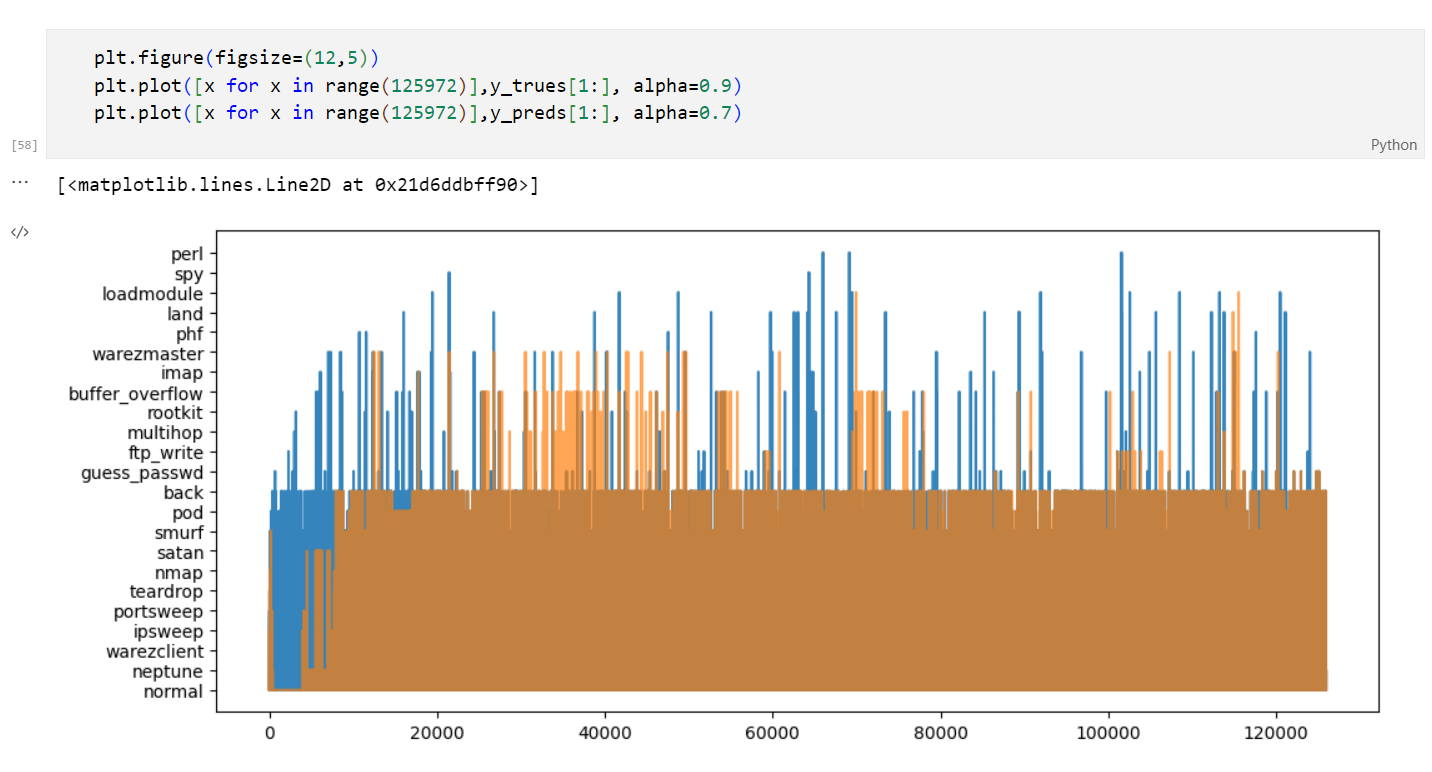 plt.figure(figsize=(12,5))
plt.plot([x for x in range(125972)],y_trues[1:], alpha=0.9)
plt.plot([x for x in range(125972)],y_preds[1:], alpha=0.7)
[58]
Python
...
[<matplotlib.lines.Line2D at 0x21d6ddbff90>]
</>
perl
spy
loadmodule
land
phf
warezmaster
imap
buffer_overflow
rootkit
multihop
ftp_write
guess_passwd
back
pod
smurf
satan
nmap
teardrop
portsweep
ipsweep
warezclient
neptune
normal
0 20000 40000 60000 80000 100000 120000